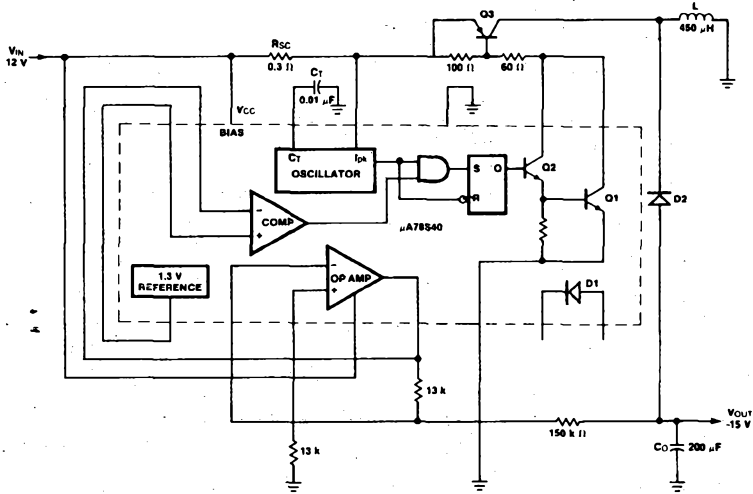 Q3
L
450 µH
VIN
12 V
RSC
0.3 Ω
100 Ω
60 Ω
CT
0.01 µF
VCC
BIAS
CT
Ipk
OSCILLATOR
S
Q
R
Q2
Q1
D2
COMP
−
+
µA78S40
1.3 V
REFERENCE
−
+
OP AMP
D1
13 k
13 k
150 k Ω
VOUT
-15 V
CO
200 µF